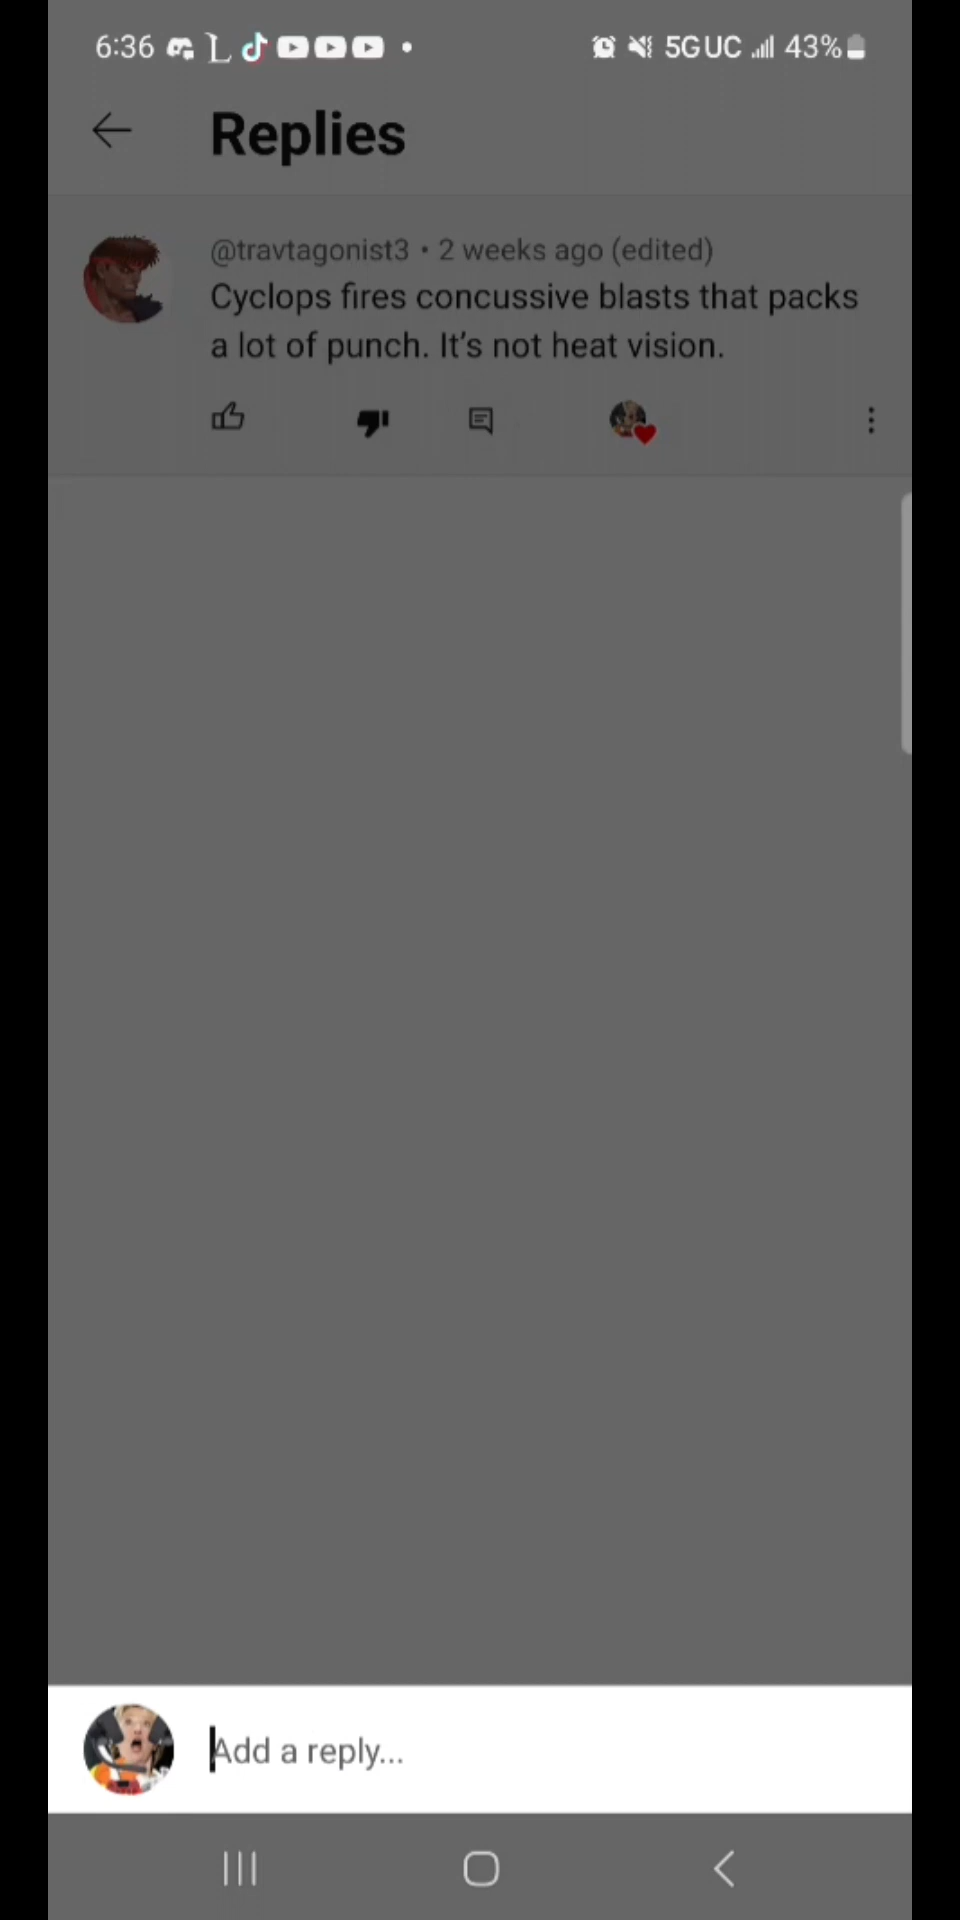 6:36 5G UC 43%
Replies
@travtagonist3 • 2 weeks ago (edited)
Cyclops fires concussive blasts that packs
a lot of punch. It’s not heat vision.
Add a reply...